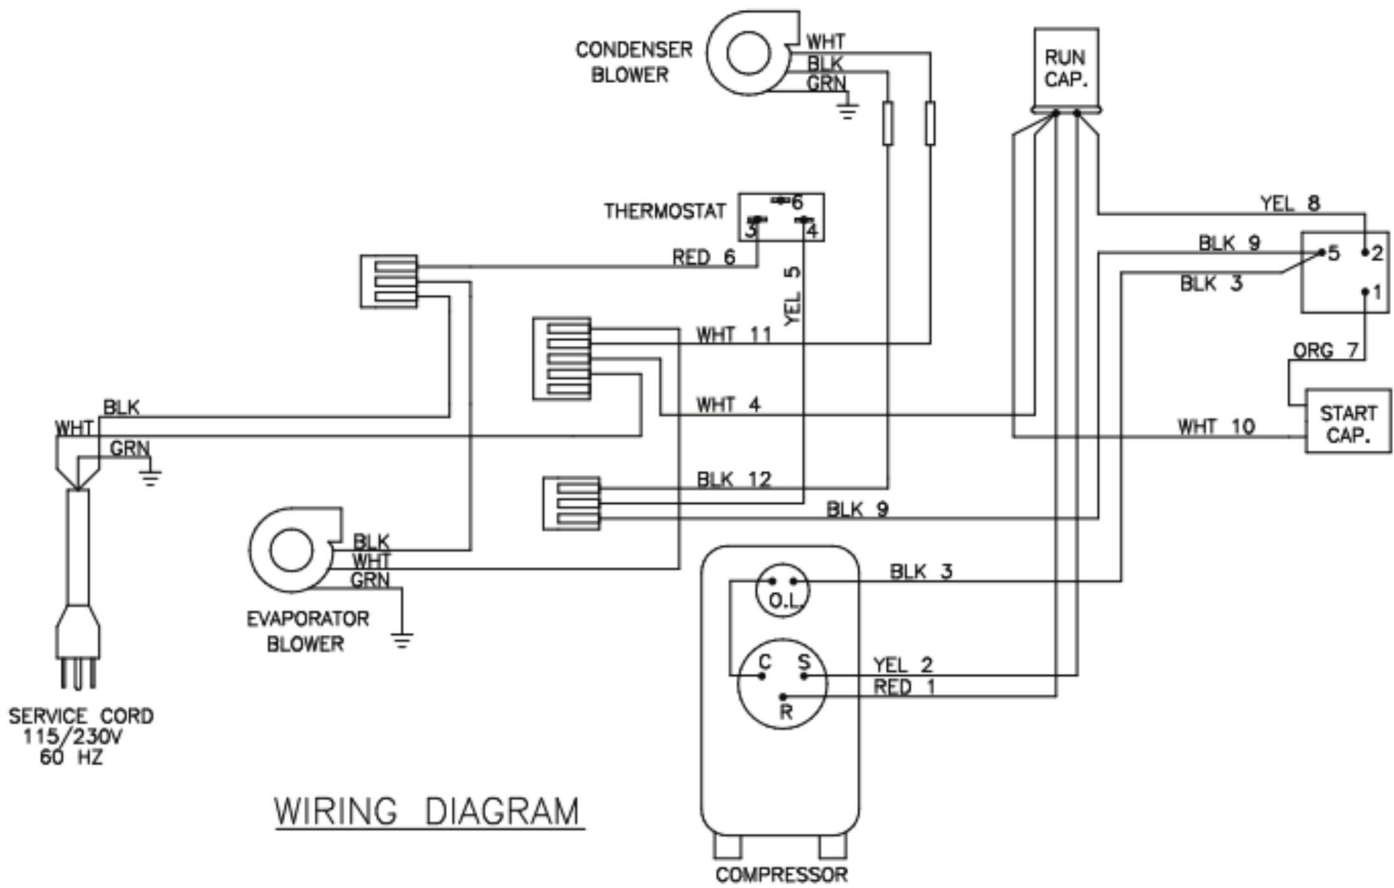 CONDENSER
BLOWER
WHT
BLK
GRN
RUN
CAP.
THERMOSTAT
6
3
4
RED 6
YEL 5
YEL 8
BLK 9
BLK 3
5
2
1
WHT 11
ORG 7
WHT 4
START
CAP.
WHT 10
BLK
WHT
GRN
BLK 12
BLK 9
BLK
WHT
GRN
EVAPORATOR
BLOWER
BLK 3
O.L.
C
S
R
YEL 2
RED 1
SERVICE CORD
115/230V
60 HZ
WIRING DIAGRAM
COMPRESSOR